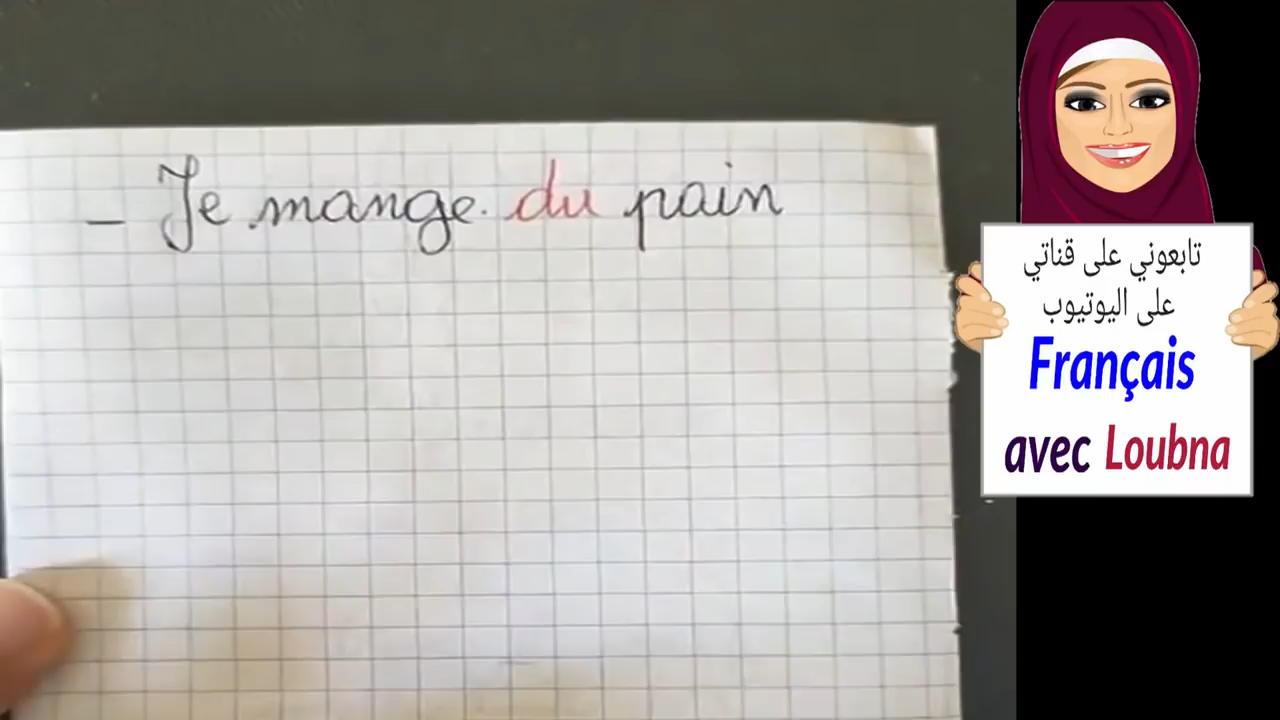 - Je mange du pain
تابعوني على قناتي
على اليوتيوب
Français
avec Loubna